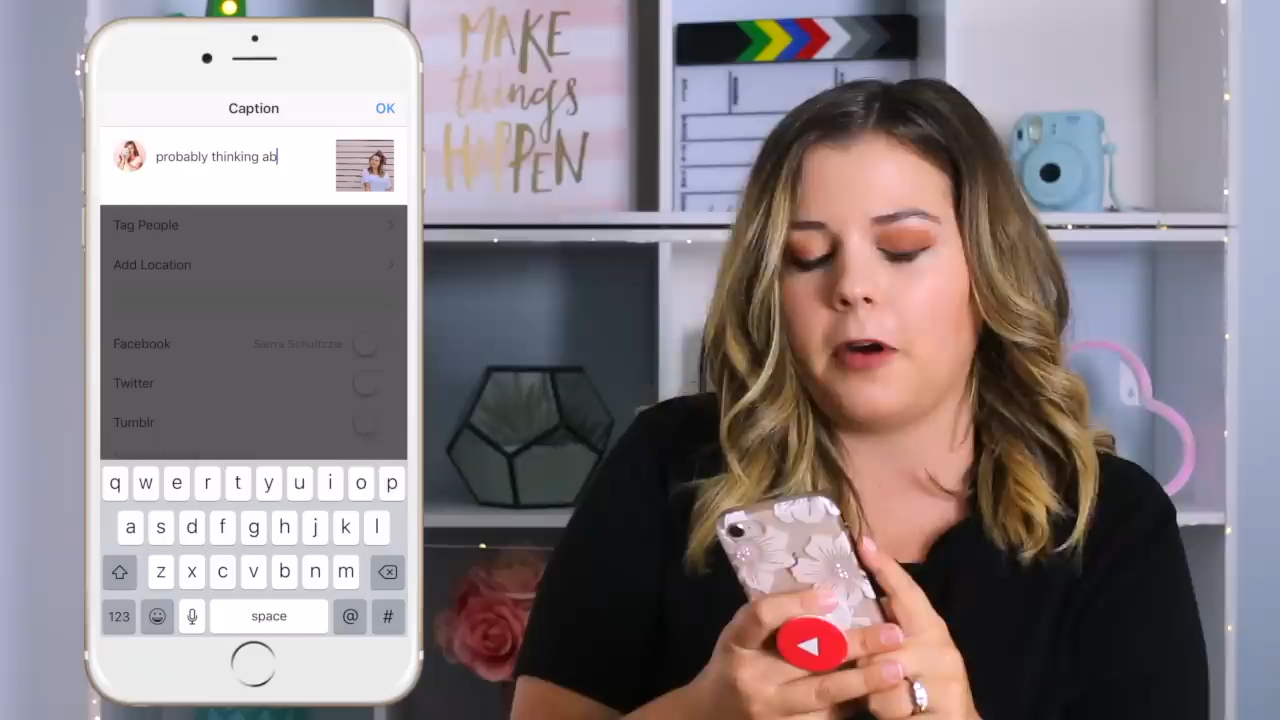 Caption
OK
probably thinking ab
Tag People
Add Location
Facebook
Sierra Schultzzie
Twitter
Tumblr
q w e r t y u i o p
a s d f g h j k l
z x c v b n m
123
space
@
#
MAKE
things
HAPPEN